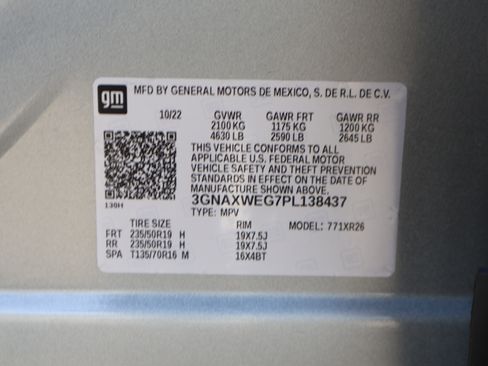 gm
MFD BY GENERAL MOTORS DE MEXICO, S. DE R.L. DE C.V.
10/22 GVWR GAWR FRT GAWR RR
2100 KG 1175 KG 1200 KG
4630 LB 2590 LB 2645 LB
THIS VEHICLE CONFORMS TO ALL
APPLICABLE U.S. FEDERAL MOTOR
VEHICLE SAFETY AND THEFT PREVENTION
STANDARDS IN EFFECT ON THE DATE OF
MANUFACTURE SHOWN ABOVE.
3GNAXWEG7PL138437
139H TYPE: MPV
TIRE SIZE RIM MODEL: 771XR26
FRT 235/50R19 H 19X7.5J
RR 235/50R19 H 19X7.5J
SPA T135/70R16 M 16X4BT